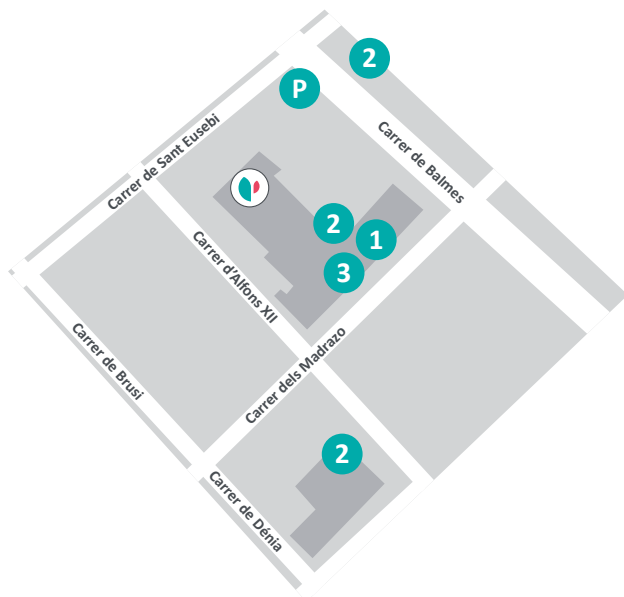 2
P
Carrer de Sant Eusebi
Carrer de Balmes
2
1
Carrer d'Alfons XII
3
Carrer de Brusi
Carrer dels Madrazo
2
Carrer de Dénia